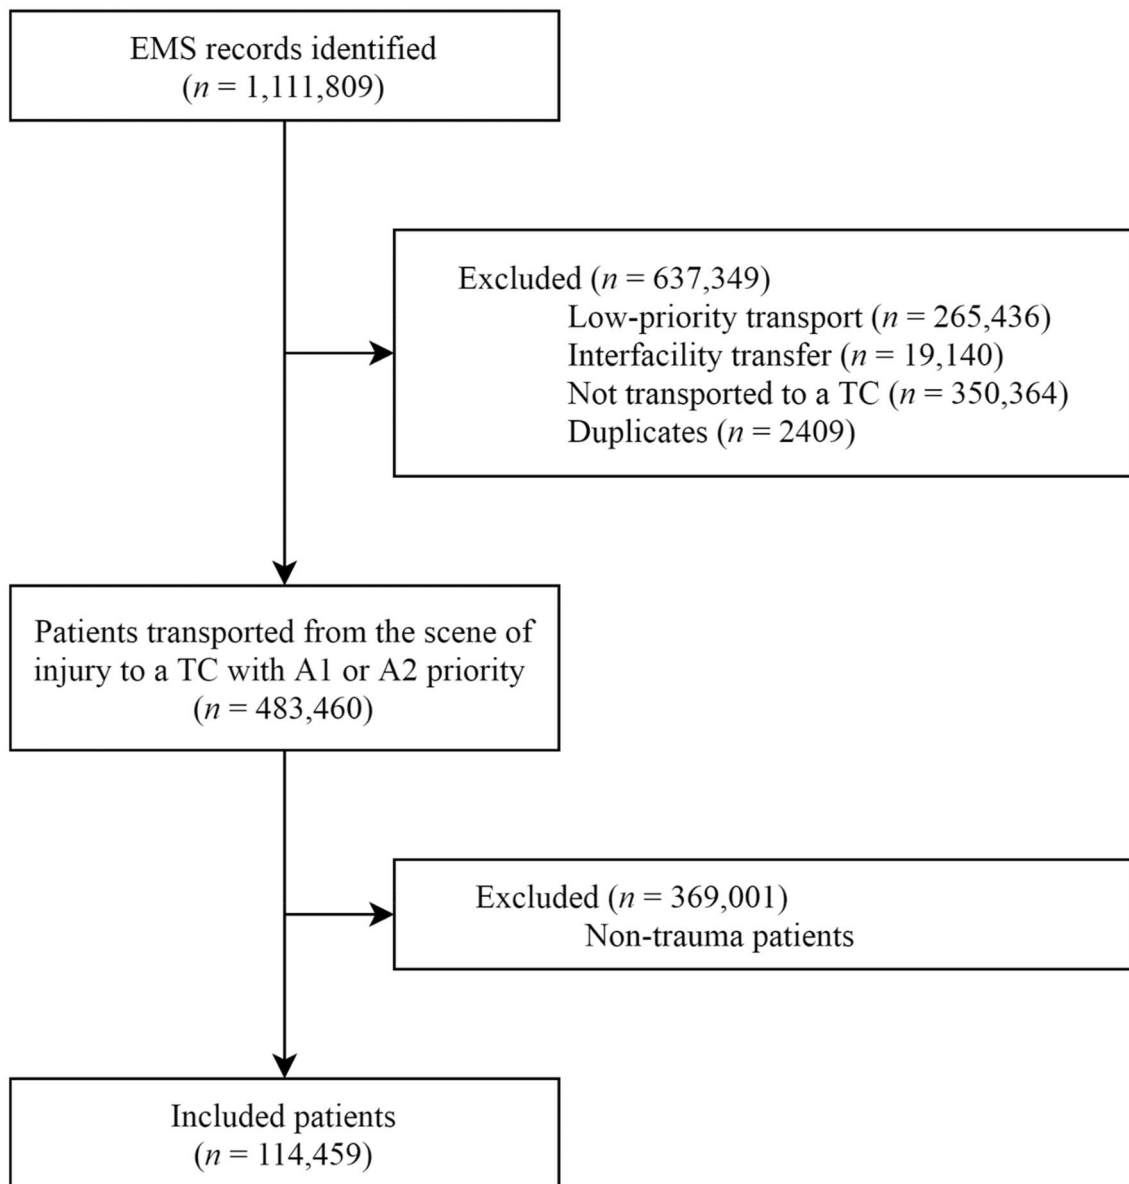 EMS records identified
(n = 1,111,809)
Excluded (n = 637,349)
Low-priority transport (n = 265,436)
Interfacility transfer (n = 19,140)
Not transported to a TC (n = 350,364)
Duplicates (n = 2409)
Patients transported from the scene of
injury to a TC with A1 or A2 priority
(n = 483,460)
Excluded (n = 369,001)
Non-trauma patients
Included patients
(n = 114,459)